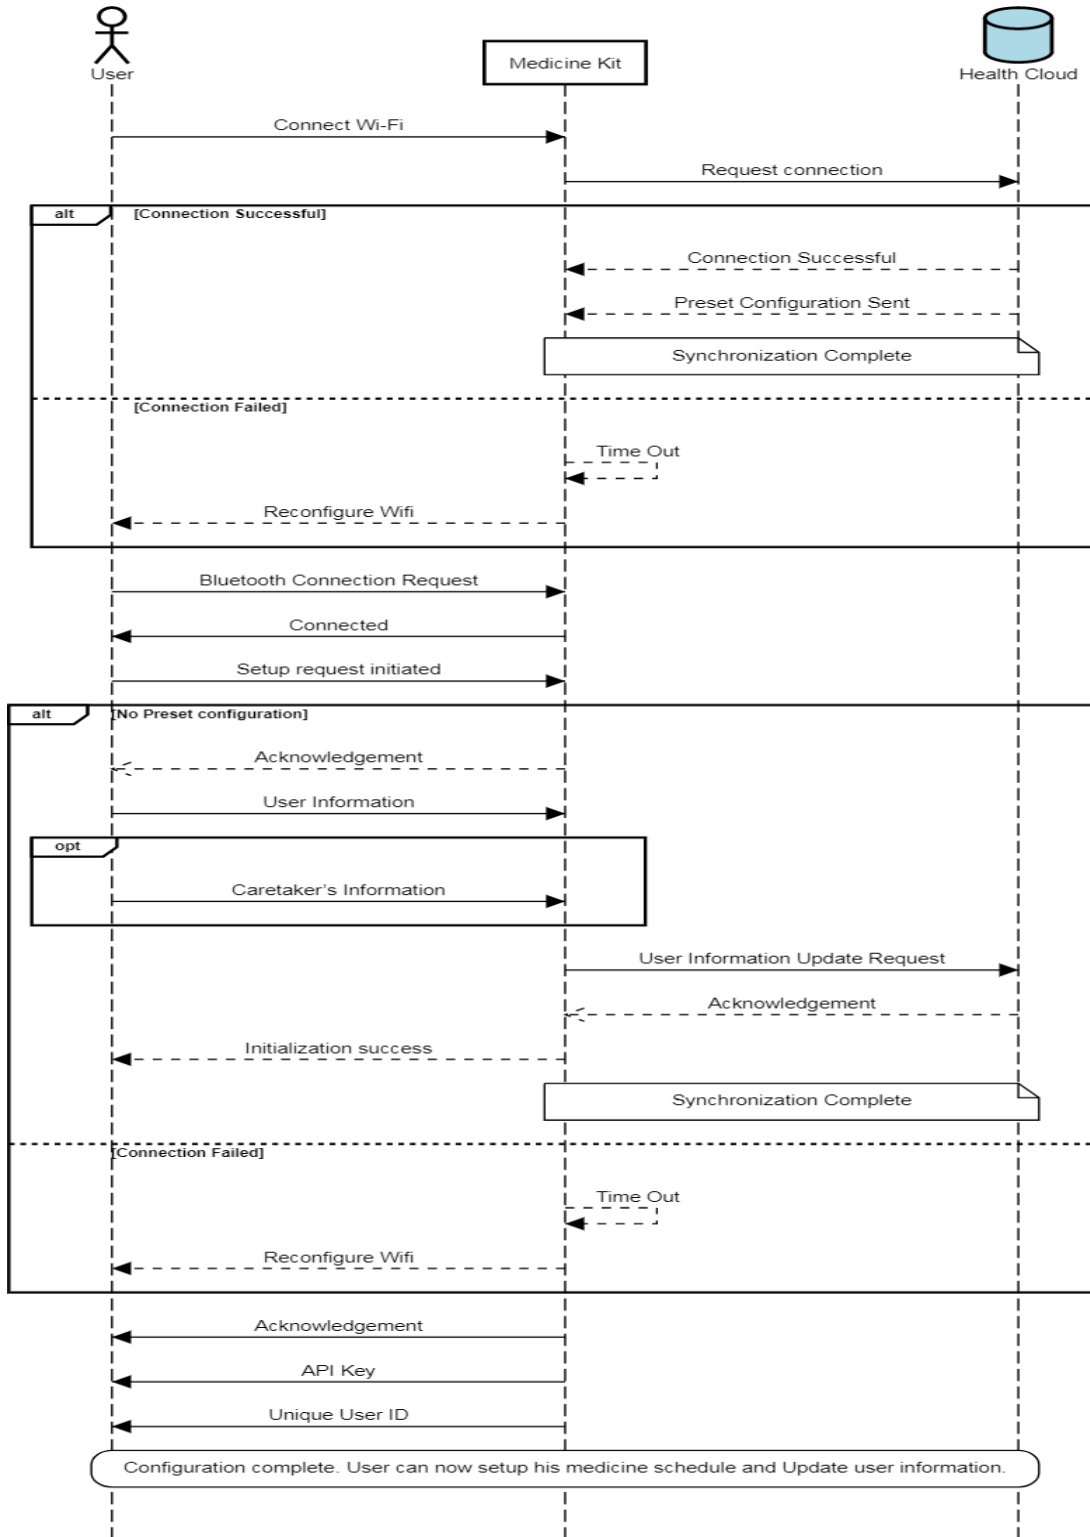 User
Medicine Kit
Health Cloud
Connect Wi-Fi
Request connection
alt
[Connection Successful]
Connection Successful
Preset Configuration Sent
Synchronization Complete
[Connection Failed]
Time Out
Reconfigure Wifi
Bluetooth Connection Request
Connected
Setup request initiated
alt
[No Preset configuration]
Acknowledgement
User Information
opt
Caretaker's Information
User Information Update Request
Acknowledgement
Initialization success
Synchronization Complete
[Connection Failed]
Time Out
Reconfigure Wifi
Acknowledgement
API Key
Unique User ID
Configuration complete. User can now setup his medicine schedule and Update user information.